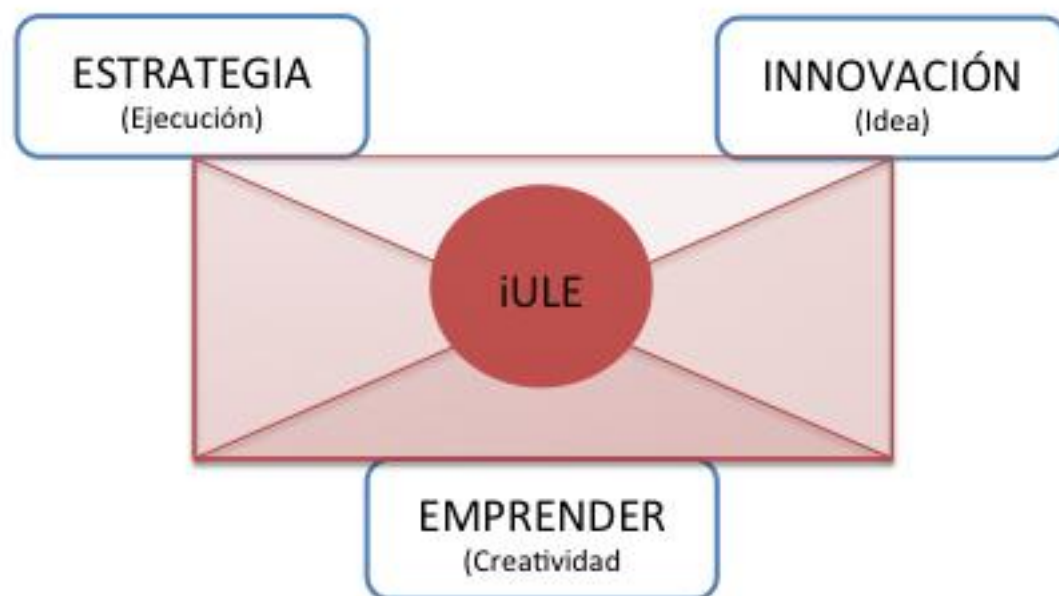 ESTRATEGIA
(Ejecución)
INNOVACIÓN
(Idea)
iULE
EMPRENDER
(Creatividad